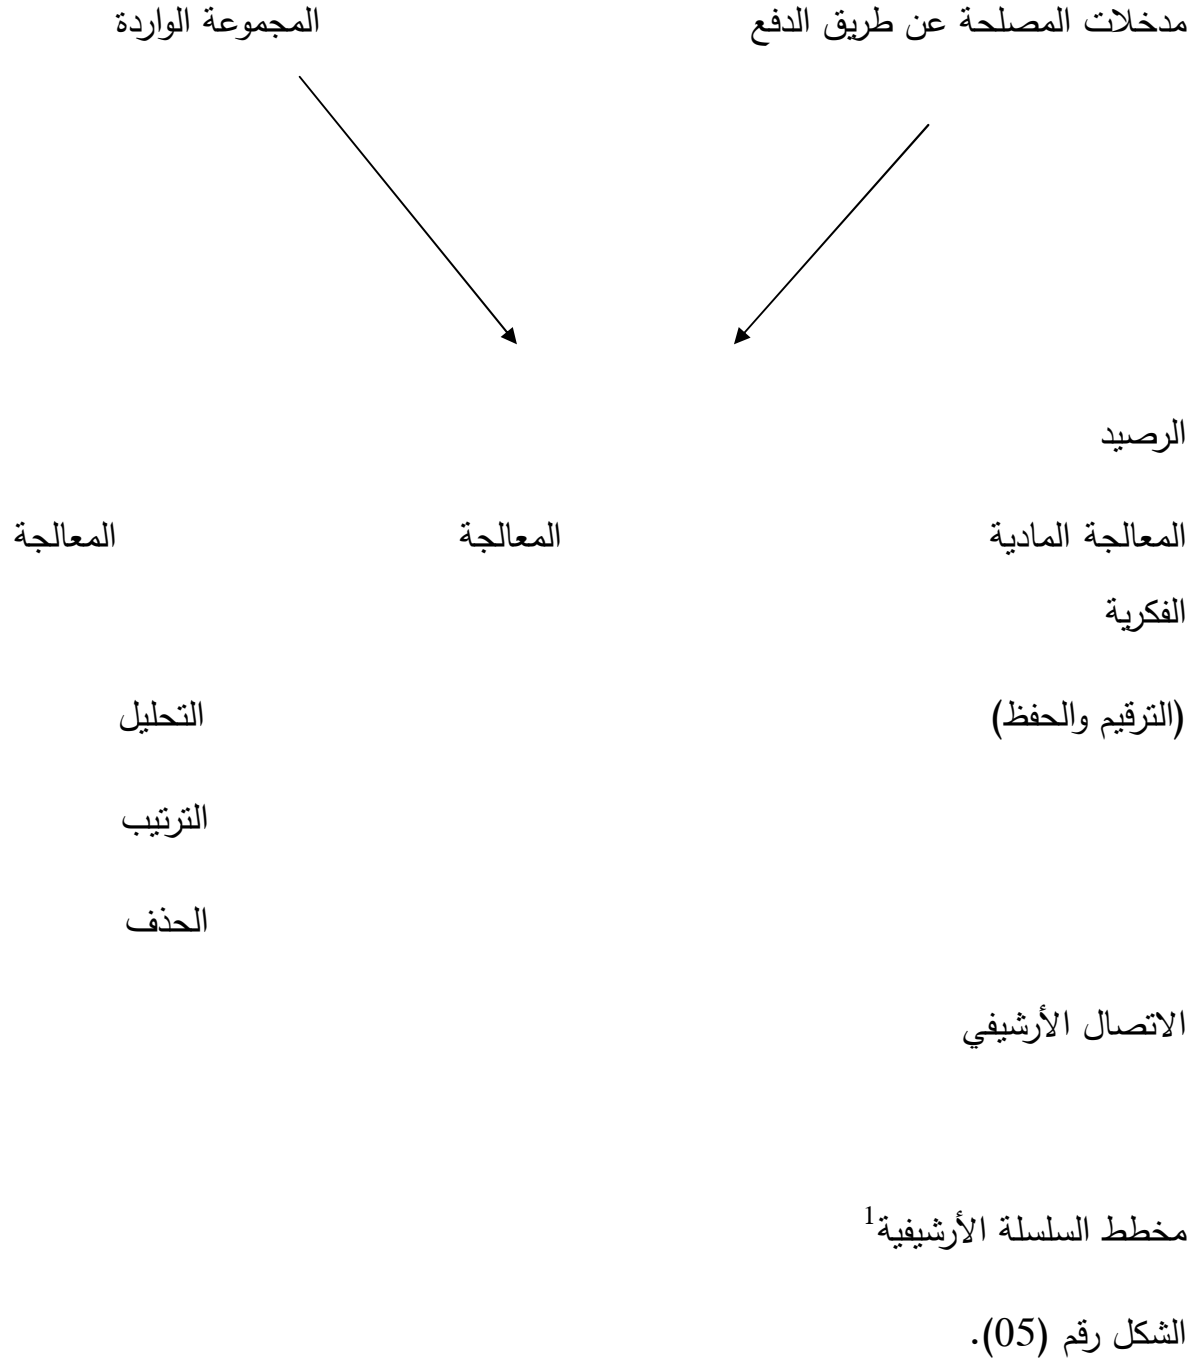 مدخلات المصلحة عن طريق الدفع المجموعة الواردة
الرصيد
المعالجة المادية المعالجة المعالجة
الفكرية
(الترقيم والحفظ) التحليل
الترتيب
الحذف
الاتصال الأرشيفي
مخطط السلسلة الأرشيفية1
الشكل رقم (05).